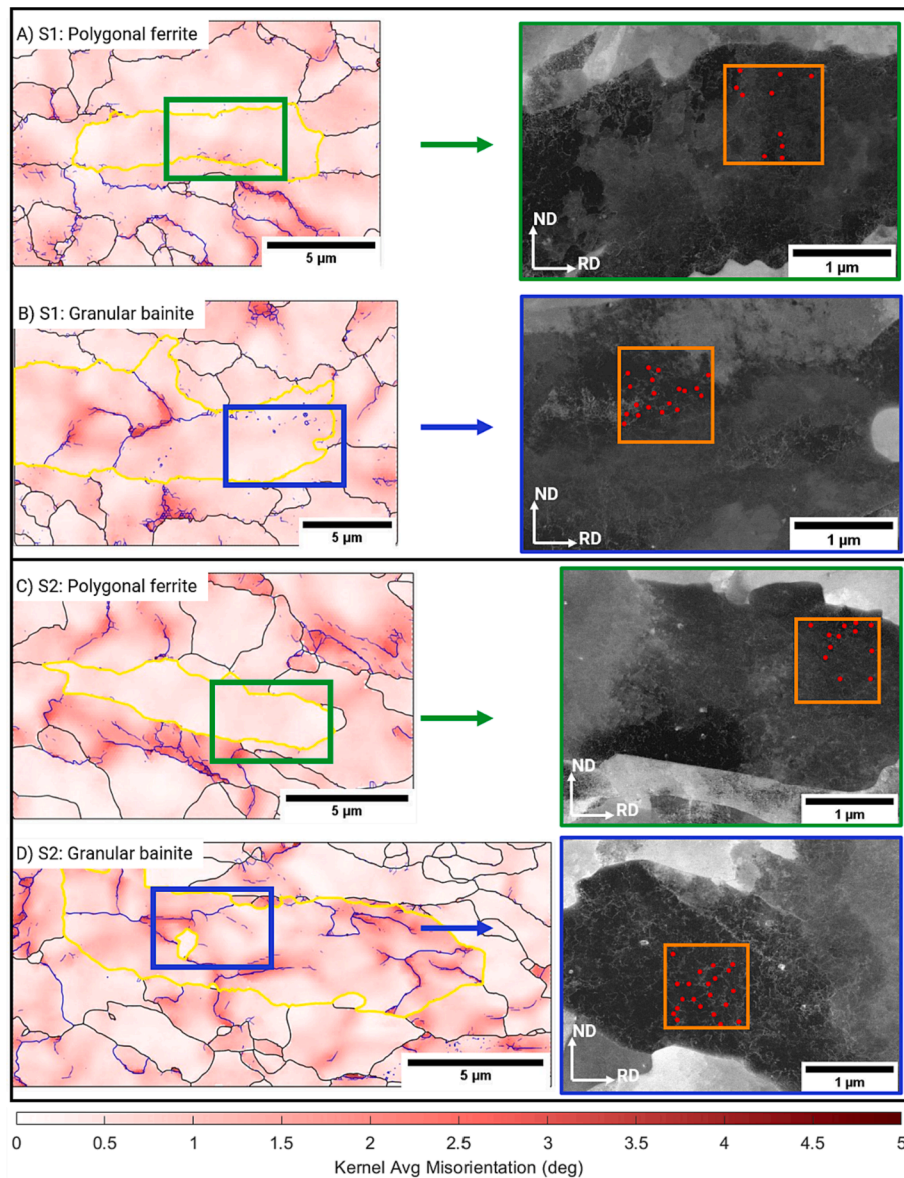 A) S1: Polygonal ferrite
5 µm
ND
RD
1 µm
B) S1: Granular bainite
5 µm
ND
RD
1 µm
C) S2: Polygonal ferrite
5 µm
ND
RD
1 µm
D) S2: Granular bainite
5 µm
ND
RD
1 µm
0 0.5 1 1.5 2 2.5 3 3.5 4 4.5 5
Kernel Avg Misorientation (deg)